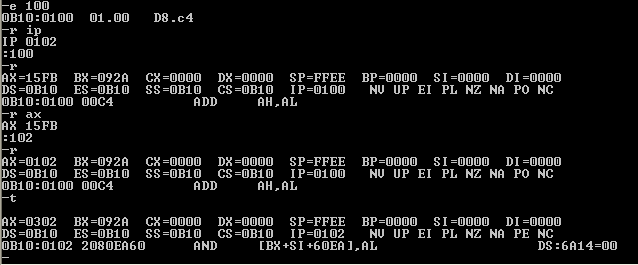 -e 100
0B10:0100  01.00   D8.c4
-r ip
IP 0102
:100
-r
AX=15FB  BX=092A  CX=0000  DX=0000  SP=FFEE  BP=0000  SI=0000  DI=0000
DS=0B10  ES=0B10  SS=0B10  CS=0B10  IP=0100   NV UP EI PL NZ NA PO NC
0B10:0100 00C4          ADD     AH,AL
-r ax
AX 15FB
:102
-r
AX=0102  BX=092A  CX=0000  DX=0000  SP=FFEE  BP=0000  SI=0000  DI=0000
DS=0B10  ES=0B10  SS=0B10  CS=0B10  IP=0100   NV UP EI PL NZ NA PO NC
0B10:0100 00C4          ADD     AH,AL
-t
AX=0302  BX=092A  CX=0000  DX=0000  SP=FFEE  BP=0000  SI=0000  DI=0000
DS=0B10  ES=0B10  SS=0B10  CS=0B10  IP=0102   NV UP EI PL NZ NA PE NC
0B10:0102 2080EA60      AND     [BX+SI+60EA],AL                    DS:6A14=00
-